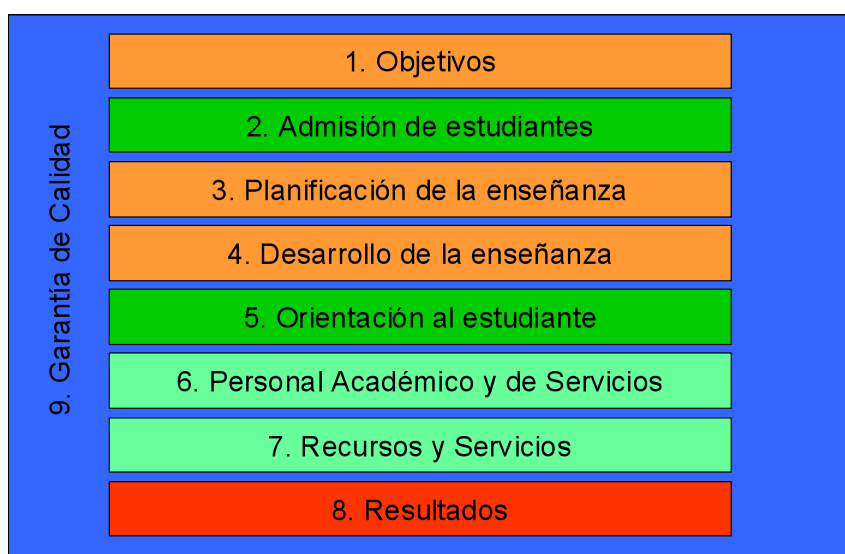 1. Objetivos
2. Admisión de estudiantes
3. Planificación de la enseñanza
4. Desarrollo de la enseñanza
5. Orientación al estudiante
6. Personal Académico y de Servicios
7. Recursos y Servicios
8. Resultados
9. Garantía de Calidad